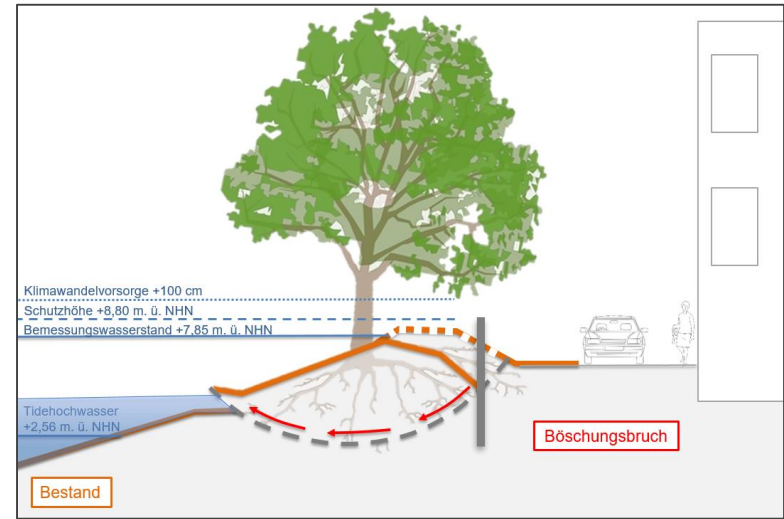 Klimawandelvorsorge +100 cm
Schutzhöhe +8,80 m. ü. NHN
Bemessungswasserstand +7,85 m. ü. NHN
Tidehochwasser
+2,56 m. ü. NHN
Böschungsbruch
Bestand